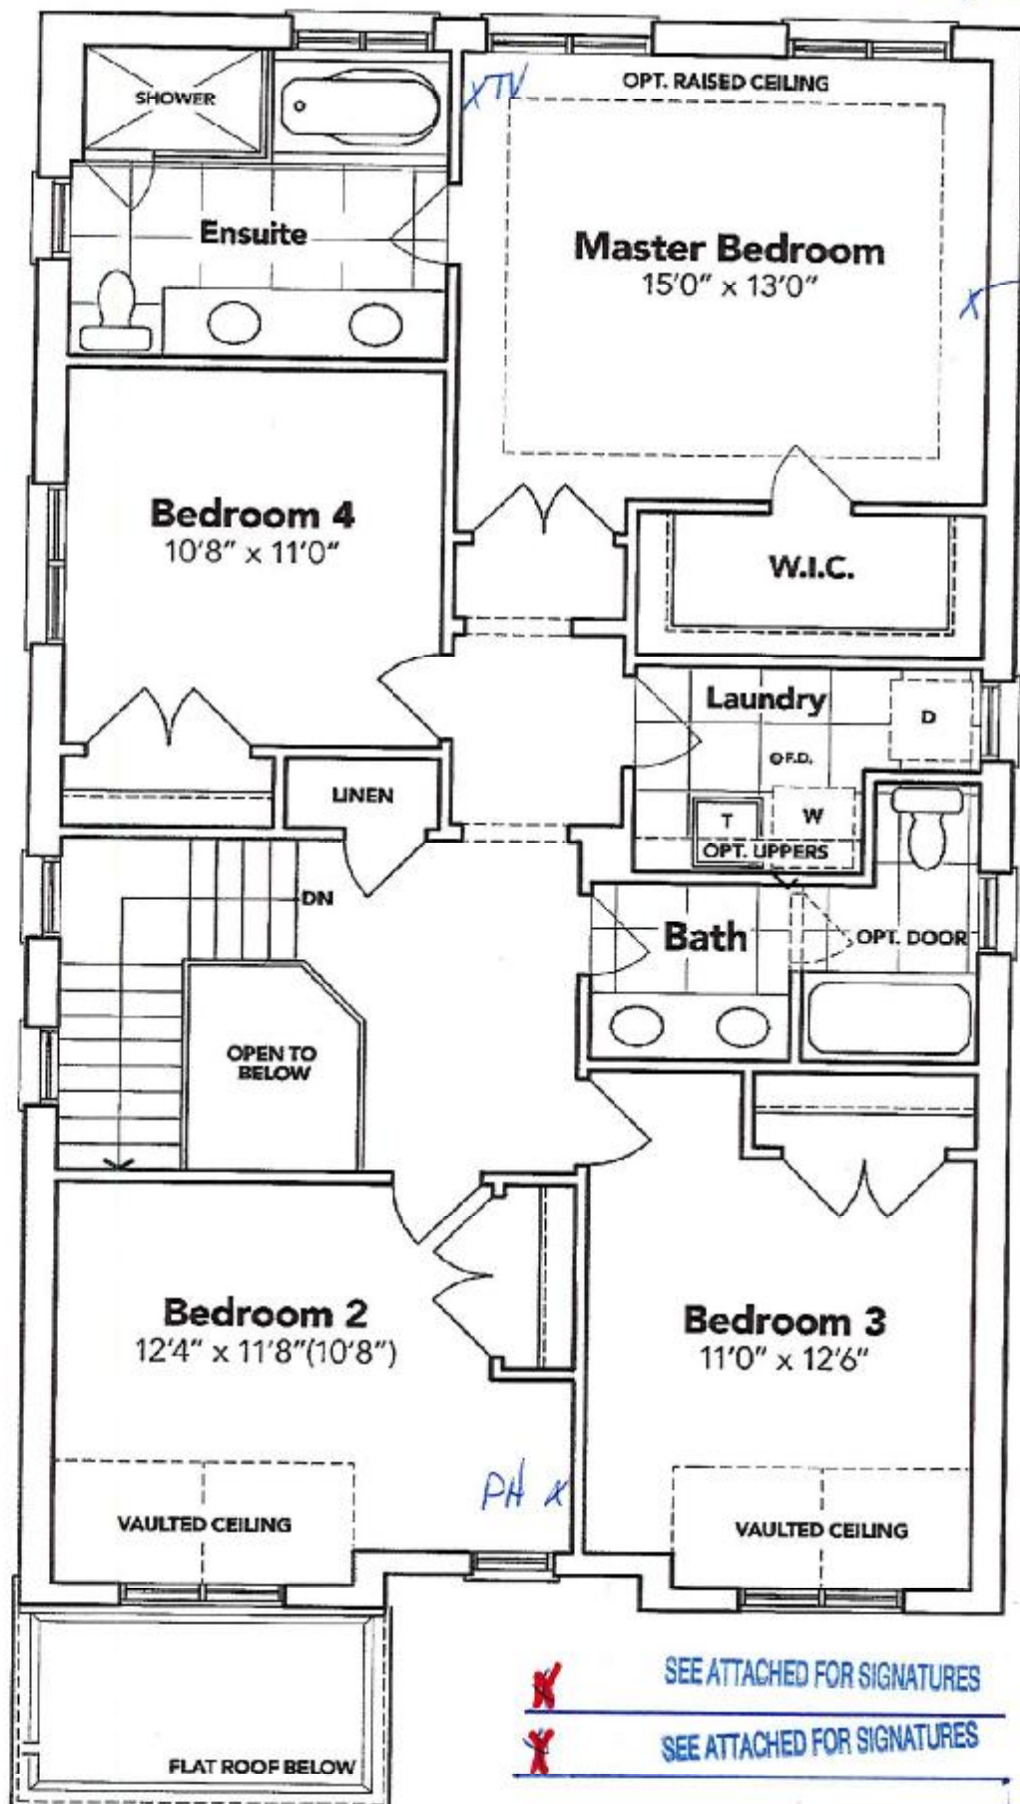 SHOWER
X TV
OPT. RAISED CEILING
Ensuite
Master Bedroom
15'0" x 13'0"
X
Bedroom 4
10'8" x 11'0"
W.I.C.
Laundry
D
F.D.
LINEN
T
W
OPT. UPPERS
DN
Bath
OPT. DOOR
OPEN TO
BELOW
Bedroom 2
12'4" x 11'8"(10'8")
Bedroom 3
11'0" x 12'6"
PH X
VAULTED CEILING
VAULTED CEILING
X SEE ATTACHED FOR SIGNATURES
X SEE ATTACHED FOR SIGNATURES
FLAT ROOF BELOW